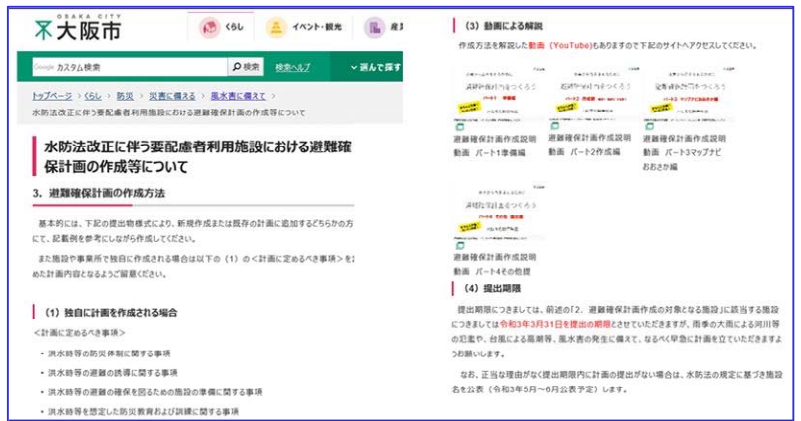 OSAKA CITY
大阪市
くらし
イベント・観光
産業
Google カスタム検索
検索
検索ヘルプ
選んで探す
トップページ > くらし > 防災 > 災害に備える > 風水害に備えて >
水防法改正に伴う要配慮者利用施設における避難確保計画の作成等について
水防法改正に伴う要配慮者利用施設における避難確
保計画の作成等について
3．避難確保計画の作成方法
基本的には、下記の提出物様式により、新規作成または既存の計画に追加するどちらかの方
にて、記載例を参考にしながら作成してください。
また施設や事業所で独自に作成される場合は以下の（1）の＜計画に定めるべき事項＞を
めた計画内容となるようご留意ください。
（1）独自に計画を作成される場合
＜計画に定めるべき事項＞
・洪水時等の防災体制に関する事項
・洪水時等の避難の誘導に関する事項
・洪水時等の避難の確保を図るための施設の準備に関する事項
・洪水時等を想定した防災教育および訓練に関する事項
（3）動画による解説
作成方法を解説した動画（YouTube)もありますので下記のサイトへアクセスしてください。
避難確保計画作成説明
動画 パート1準備編
避難確保計画作成説明
動画 パート2作成編
避難確保計画作成説明
動画 パート3マップナビ
おおさか編
避難確保計画をつくろう
避難確保計画作成説明
動画 パート4その他提
（4）提出期限
提出期限につきましては、前述の「2．避難確保計画作成の対象となる施設」に該当する施設
につきましては令和3年3月31日を提出の期限とさせていただきますが、雨季の大雨による河川等
の氾濫や、台風による高潮等、風水害の発生に備えて、なるべく早急に計画を立ていただきますよ
うお願いします。
なお、正当な理由がなく提出期限内に計画の提出がない場合は、水防法の規定に基づき施設
名を公表（令和3年5月～6月公表予定）します。